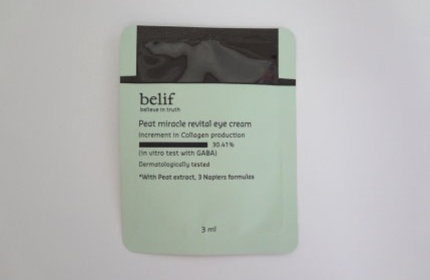 belif
believe in truth
Peat miracle revital eye cream
Increment in Collagen production
30.41%
(in vitro test with GABA)
Dermatologically tested
*With Peat extract, 3 Napiers formulas
3 ml